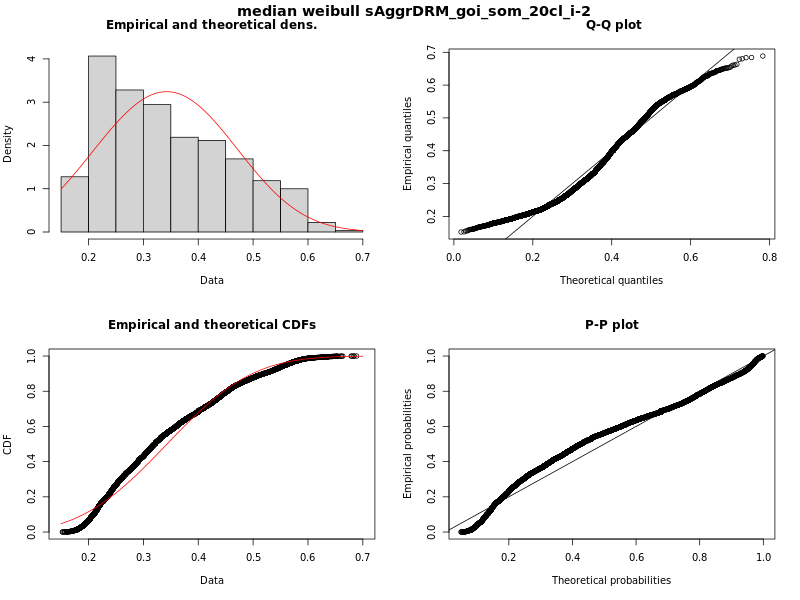 median weibull sAggrDRM_goi_som_20cl_i-2
Empirical and theoretical dens.
Density
0 1 2 3 4
0.2 0.3 0.4 0.5 0.6 0.7
Data
Q-Q plot
Empirical quantiles
0.2 0.3 0.4 0.5 0.6 0.7
0.0 0.2 0.4 0.6 0.8
Theoretical quantiles
Empirical and theoretical CDFs
CDF
0.0 0.2 0.4 0.6 0.8 1.0
0.2 0.3 0.4 0.5 0.6 0.7
Data
P-P plot
Empirical probabilities
0.0 0.2 0.4 0.6 0.8 1.0
0.2 0.4 0.6 0.8 1.0
Theoretical probabilities